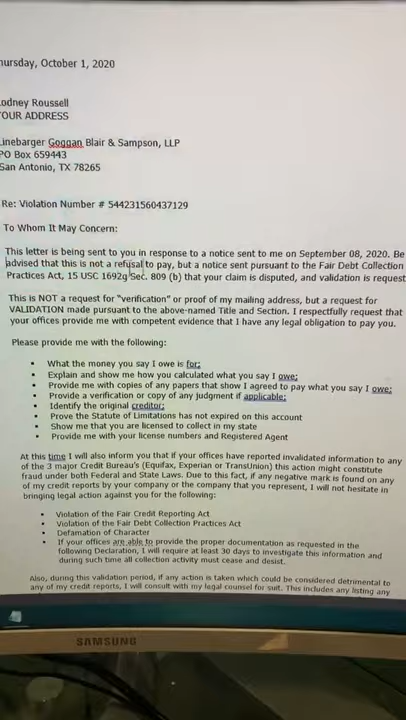 hursday, October 1, 2020
odney Roussell
OUR ADDRESS
inebarger Goggan Blair & Sampson, LLP
PO Box 659443
San Antonio, TX 78265
Re: Violation Number # 544231560437129
To Whom It May Concern:
This letter is being sent to you in response to a notice sent to me on September 08, 2020. Be
advised that this is not a refusal to pay, but a notice sent pursuant to the Fair Debt Collection
Practices Act, 15 USC 1692g Sec. 809 (b) that your claim is disputed, and validation is request
This is NOT a request for "verification" or proof of my mailing address, but a request for
VALIDATION made pursuant to the above-named Title and Section. I respectfully request that
your offices provide me with competent evidence that I have any legal obligation to pay you.
Please provide me with the following:
• What the money you say I owe is for;
• Explain and show me how you calculated what you say I owe;
• Provide me with copies of any papers that show I agreed to pay what you say I owe;
• Provide a verification or copy of any judgment if applicable;
• Identify the original creditor;
• Prove the Statute of Limitations has not expired on this account
• Show me that you are licensed to collect in my state
• Provide me with your license numbers and Registered Agent
At this time I will also inform you that if your offices have reported invalidated information to any
of the 3 major Credit Bureau's (Equifax, Experian or TransUnion) this action might constitute
fraud under both Federal and State Laws. Due to this fact, if any negative mark is found on any
of my credit reports by your company or the company that you represent, I will not hesitate in
bringing legal action against you for the following:
• Violation of the Fair Credit Reporting Act
• Violation of the Fair Debt Collection Practices Act
• Defamation of Character
• If your offices are able to provide the proper documentation as requested in the
following Declaration, I will require at least 30 days to investigate this information and
during such time all collection activity must cease and desist.
Also, during this validation period, if any action is taken which could be considered detrimental to
any of my credit reports, I will consult with my legal counsel for suit. This includes any listing any
SAMSUNG